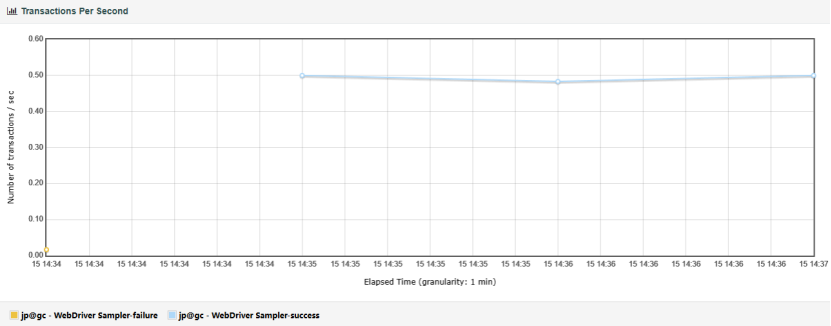 Transactions Per Second
0.60
0.50
0.40
0.30
0.20
0.10
0.00
Number of transactions / sec
15 14:34 15 14:34 15 14:34 15 14:34 15 14:34 15 14:34 15 14:35 15 14:35 15 14:35 15 14:35 15 14:35 15 14:35 15 14:36 15 14:36 15 14:36 15 14:36 15 14:36 15 14:36 15 14:37
Elapsed Time (granularity: 1 min)
jp@gc - WebDriver Sampler-failure jp@gc - WebDriver Sampler-success